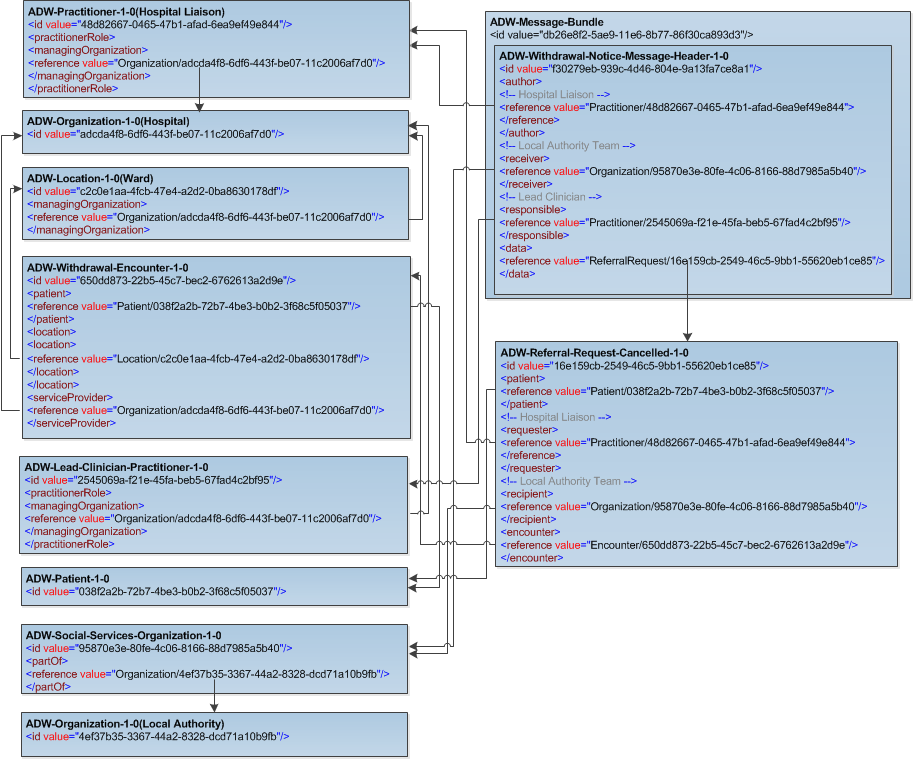 ADW-Practitioner-1-0(Hospital Liaison)
<id value="48d82667-0465-47b1-afad-6ea9ef49e844"/>
<practitionerRole>
<managingOrganization>
<reference value="Organization/adcda4f8-6df6-443f-be07-11c2006af7d0"/>
</managingOrganization>
</practitionerRole>
ADW-Organization-1-0(Hospital)
<id value="adcda4f8-6df6-443f-be07-11c2006af7d0"/>
ADW-Location-1-0(Ward)
<id value="c2c0e1aa-4fcb-47e4-a2d2-0ba8630178df"/>
<managingOrganization>
<reference value="Organization/adcda4f8-6df6-443f-be07-11c2006af7d0"/>
</managingOrganization>
ADW-Withdrawal-Encounter-1-0
<id value="650dd873-22b5-45c7-bec2-6762613a2d9e"/>
<patient>
<reference value="Patient/038f2a2b-72b7-4be3-b0b2-3f68c5f05037"/>
</patient>
<location>
<location>
<reference value="Location/c2c0e1aa-4fcb-47e4-a2d2-0ba8630178df"/>
</location>
</location>
<serviceProvider>
<reference value="Organization/adcda4f8-6df6-443f-be07-11c2006af7d0"/>
</serviceProvider>
ADW-Lead-Clinician-Practitioner-1-0
<id value="2545069a-f21e-45fa-beb5-67fad4c2bf95"/>
<practitionerRole>
<managingOrganization>
<reference value="Organization/adcda4f8-6df6-443f-be07-11c2006af7d0"/>
</managingOrganization>
</practitionerRole>
ADW-Patient-1-0
<id value="038f2a2b-72b7-4be3-b0b2-3f68c5f05037"/>
ADW-Social-Services-Organization-1-0
<id value="95870e3e-80fe-4c06-8166-88d7985a5b40"/>
<partOf>
<reference value="Organization/4ef37b35-3367-44a2-8328-dcd71a10b9fb"/>
</partOf>
ADW-Organization-1-0(Local Authority)
<id value="4ef37b35-3367-44a2-8328-dcd71a10b9fb"/>
ADW-Message-Bundle
<id value="db26e8f2-5ae9-11e6-8b77-86f30ca893d3"/>
ADW-Withdrawal-Notice-Message-Header-1-0
<id value="f30279eb-939c-4d46-804e-9a13fa7ce8a1"/>
<author>
<!-- Hospital Liaison -->
<reference value="Practitioner/48d82667-0465-47b1-afad-6ea9ef49e844">
</reference>
</author>
<!-- Local Authority Team -->
<receiver>
<reference value="Organization/95870e3e-80fe-4c06-8166-88d7985a5b40"/>
</receiver>
<!-- Lead Clinician -->
<responsible>
<reference value="Practitioner/2545069a-f21e-45fa-beb5-67fad4c2bf95"/>
</responsible>
<data>
<reference value="ReferralRequest/16e159cb-2549-46c5-9bb1-55620eb1ce85"/>
</data>
ADW-Referral-Request-Cancelled-1-0
<id value="16e159cb-2549-46c5-9bb1-55620eb1ce85"/>
<patient>
<reference value="Patient/038f2a2b-72b7-4be3-b0b2-3f68c5f05037"/>
</patient>
<!-- Hospital Liaison -->
<requester>
<reference value="Practitioner/48d82667-0465-47b1-afad-6ea9ef49e844">
</reference>
</requester>
<!-- Local Authority Team -->
<recipient>
<reference value="Organization/95870e3e-80fe-4c06-8166-88d7985a5b40"/>
</recipient>
<encounter>
<reference value="Encounter/650dd873-22b5-45c7-bec2-6762613a2d9e"/>
</encounter>